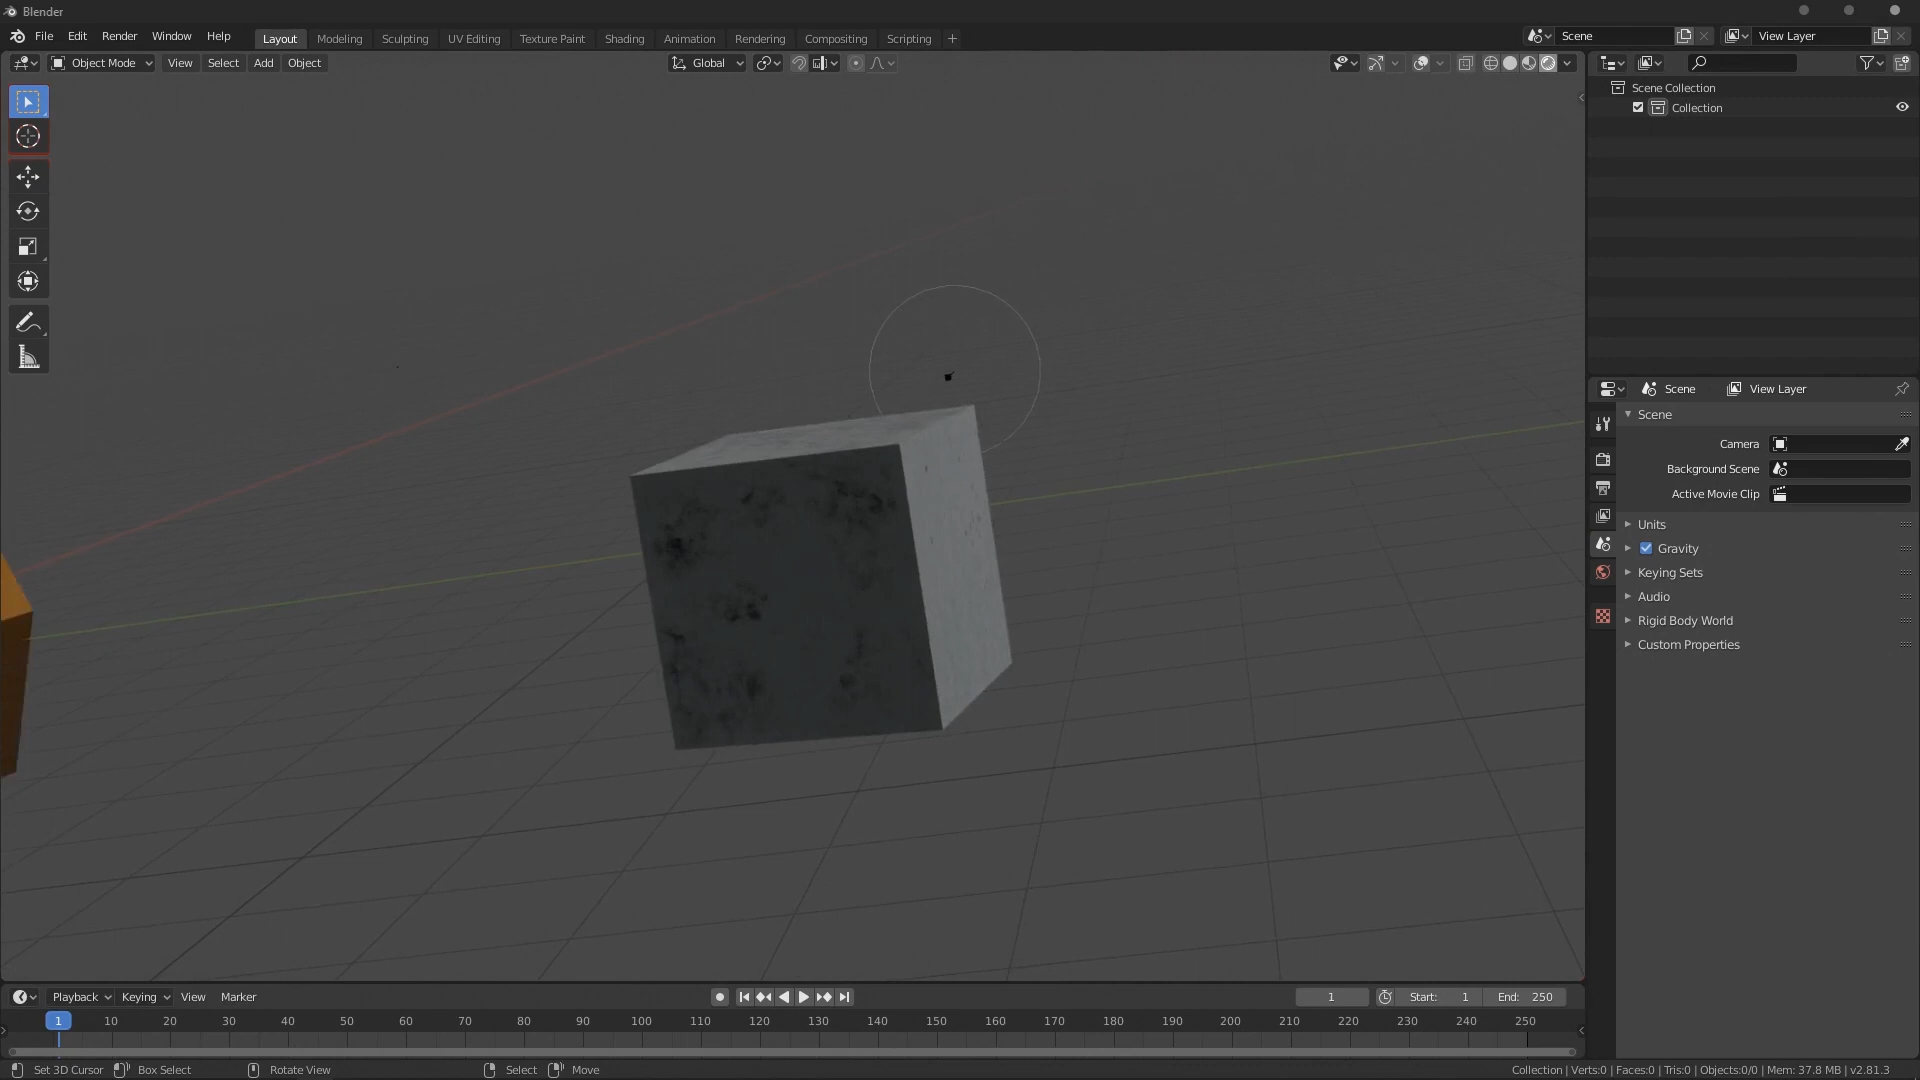 Blender
File Edit Render Window Help Layout Modeling Sculpting UV Editing Texture Paint Shading Animation Rendering Compositing Scripting + Scene View Layer
Object Mode View Select Add Object Global
Scene Collection
Collection
Scene View Layer
Scene
Camera
Background Scene
Active Movie Clip
Units
Gravity
Keying Sets
Audio
Rigid Body World
Custom Properties
Playback Keying View Marker 1 Start: 1 End: 250
1 10 20 30 40 50 60 70 80 90 100 110 120 130 140 150 160 170 180 190 200 210 220 230 240 250
Set 3D Cursor Box Select Rotate View Select Move Collection | Verts:0 | Faces:0 | Tris:0 | Objects:0/0 | Mem: 37.8 MB | v2.81.3